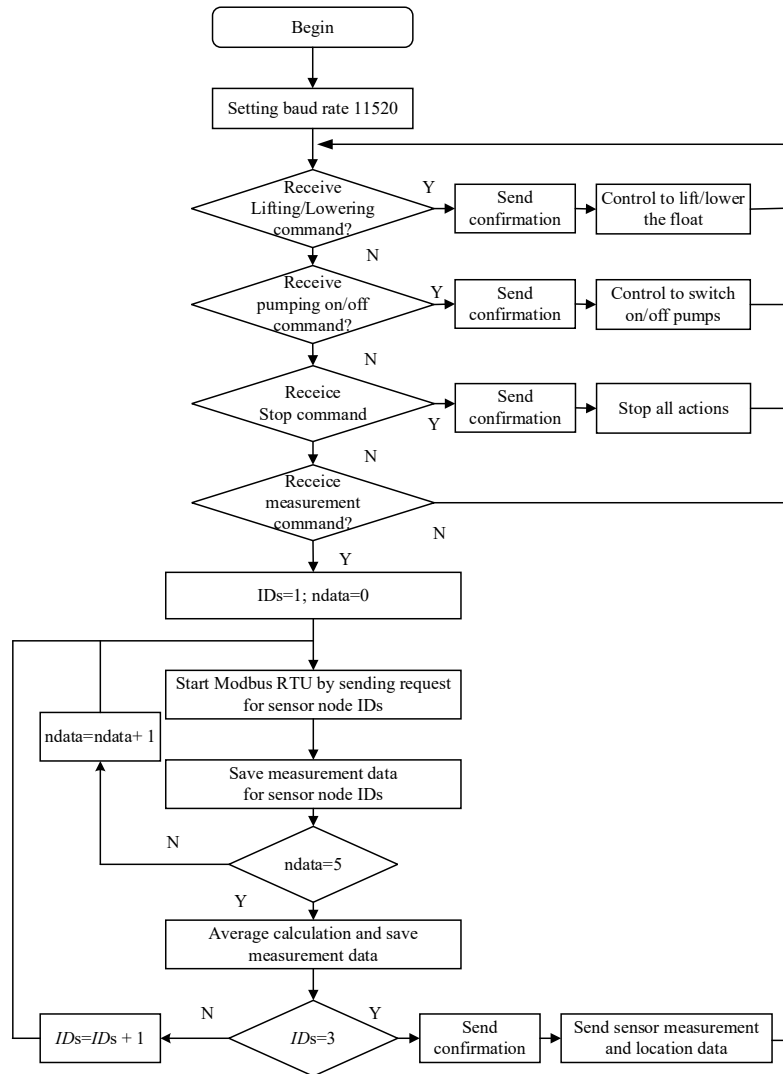 Begin
Setting baud rate 11520
Receive
Lifting/Lowering
command?
Y
Send
confirmation
Control to lift/lower
the float
N
Receive
pumping on/off
command?
Y
Send
confirmation
Control to switch
on/off pumps
N
Receice
Stop command
Y
Send
confirmation
Stop all actions
N
Receice
measurement
command?
N
Y
IDs=1; ndata=0
Start Modbus RTU by sending request
for sensor node IDs
ndata=ndata+ 1
Save measurement data
for sensor node IDs
N
ndata=5
Y
Average calculation and save
measurement data
IDs=IDs + 1
N
IDs=3
Y
Send
confirmation
Send sensor measurement
and location data